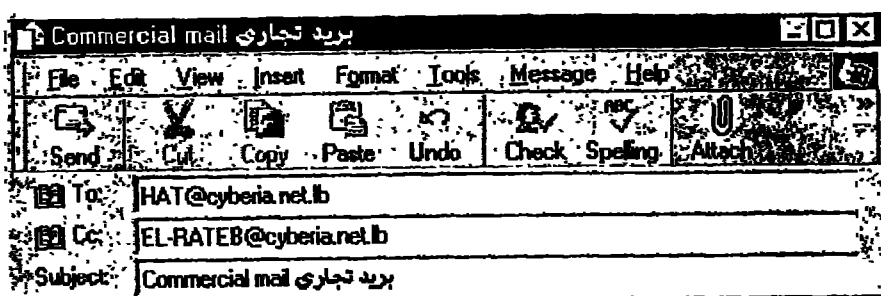 Commercial mail بريد تجاري
File Edit View Insert Format Tools Message Help
Send Cut Copy Paste Undo Check Spelling Attach
To: HAT@cyberia.net.lb
Cc: EL-RATEB@cyberia.net.lb
Subject: Commercial mail بريد تجاري